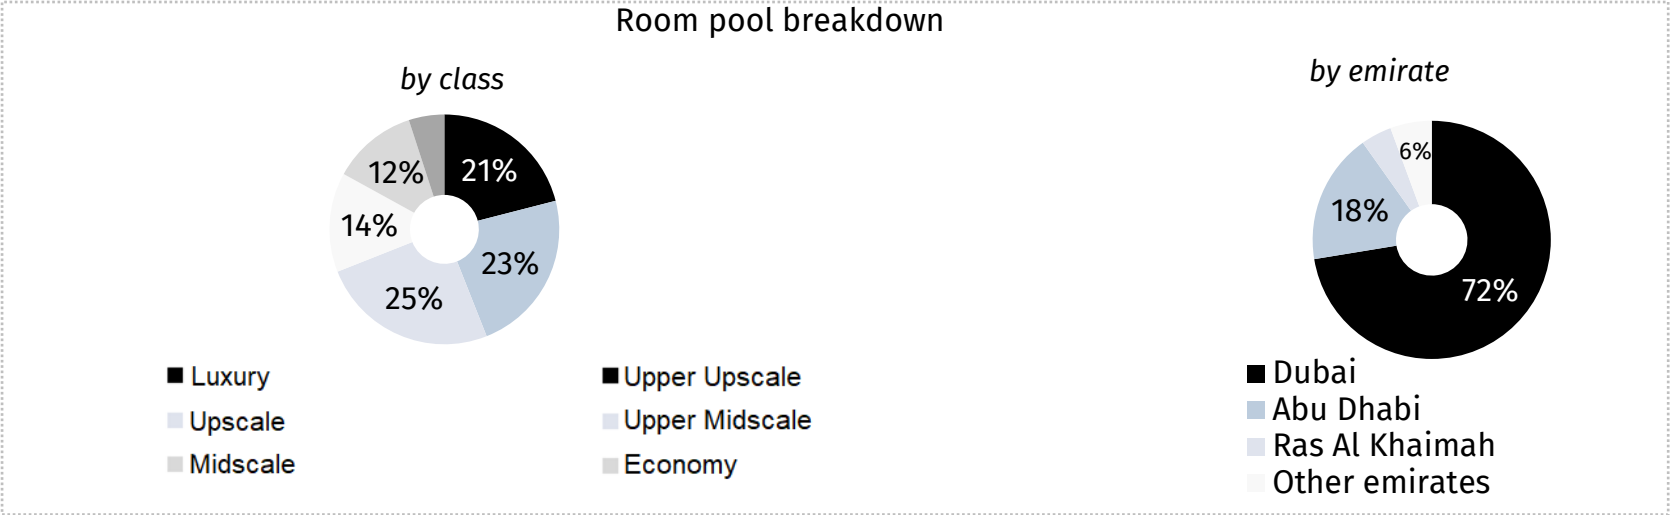 Room pool breakdown
by class
12%
21%
14%
23%
25%
Luxury
Upper Upscale
Upscale
Upper Midscale
Midscale
Economy
by emirate
6%
18%
72%
Dubai
Abu Dhabi
Ras Al Khaimah
Other emirates